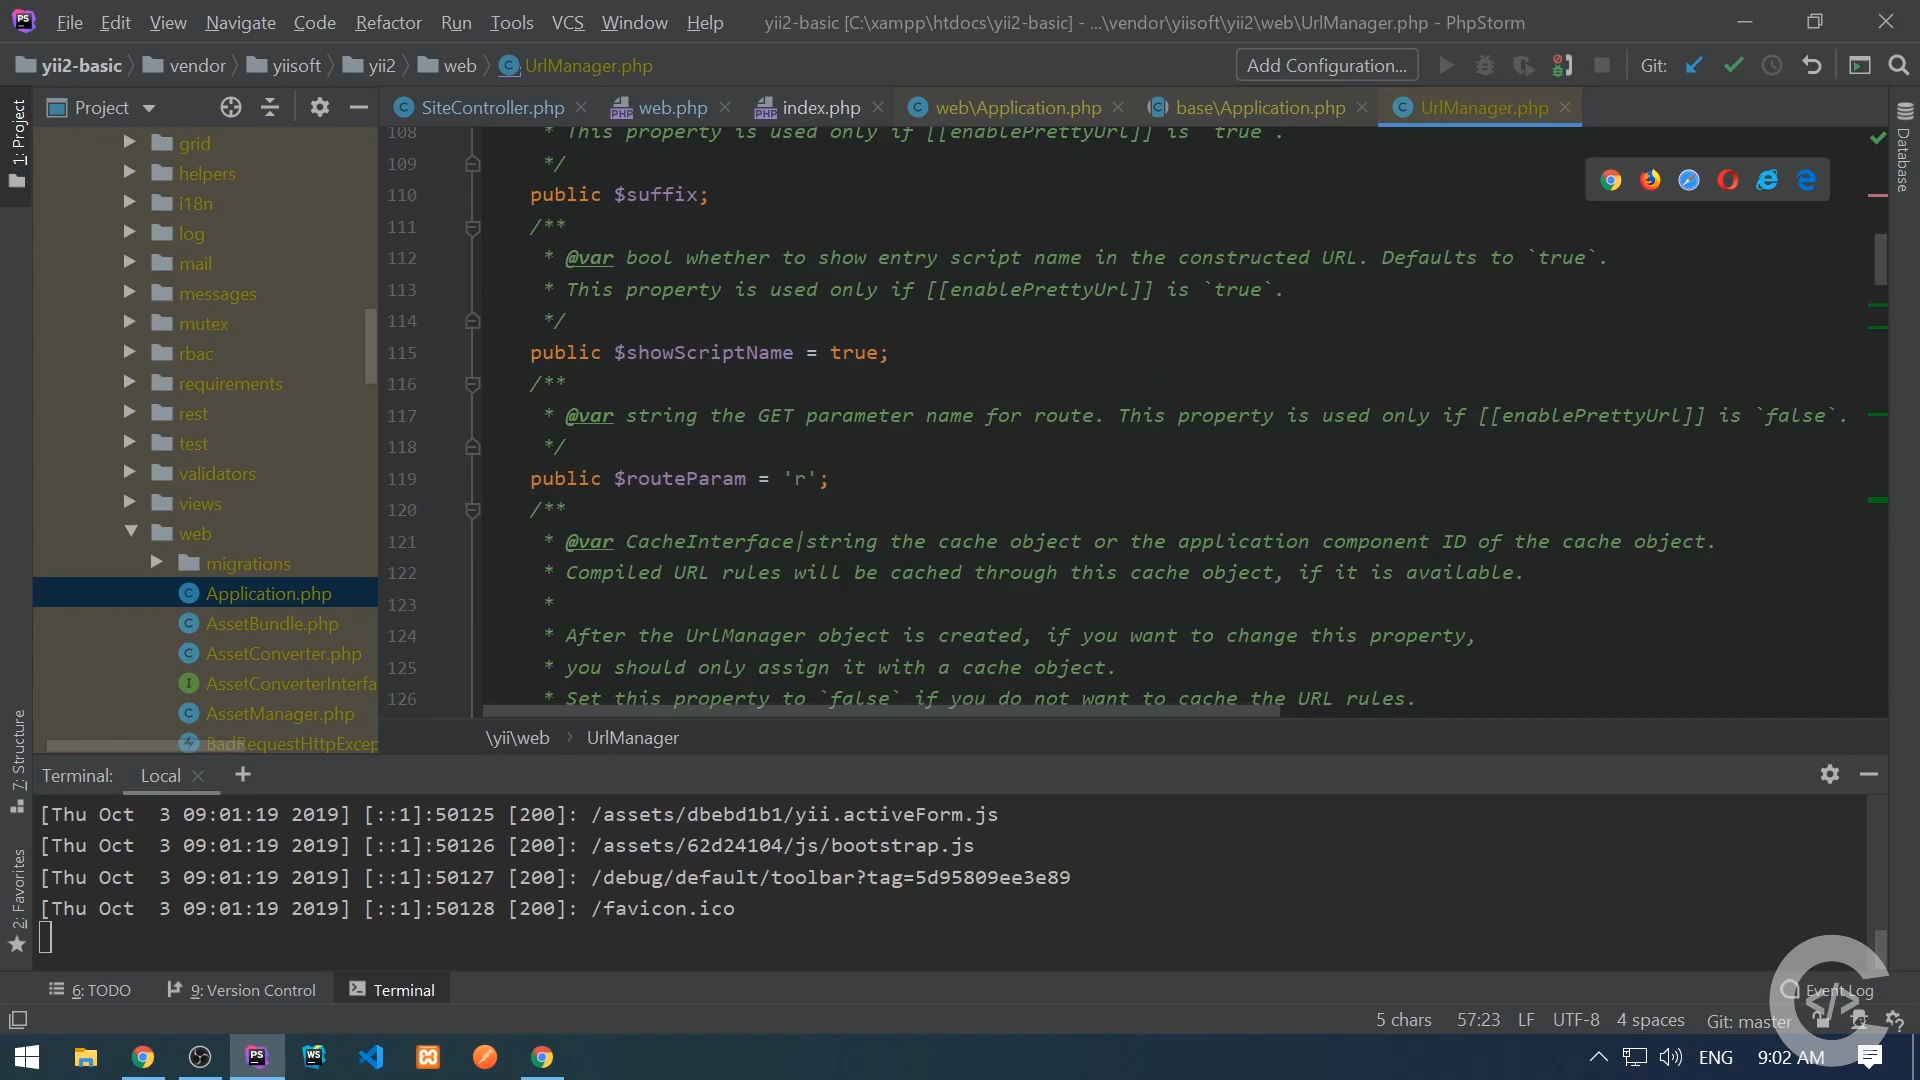 File Edit View Navigate Code Refactor Run Tools VCS Window Help yii2-basic [C:\xampp\htdocs\yii2-basic] - ...\vendor\yiisoft\yii2\web\UrlManager.php - PhpStorm
yii2-basic vendor yiisoft yii2 web UrlManager.php Add Configuration... Git:
Project SiteController.php web.php index.php web\Application.php base\Application.php UrlManager.php
1: Project
7: Structure
2: Favorites
Database
grid
helpers
i18n
log
mail
messages
mutex
rbac
requirements
rest
test
validators
views
web
migrations
Application.php
AssetBundle.php
AssetConverter.php
AssetConverterInterfa
AssetManager.php
BadRequestHttpExcep
108 * This property is used only if [[enablePrettyUrl]] is `true`.
109 */
110 public $suffix;
111 /**
112 * @var bool whether to show entry script name in the constructed URL. Defaults to `true`.
113 * This property is used only if [[enablePrettyUrl]] is `true`.
114 */
115 public $showScriptName = true;
116 /**
117 * @var string the GET parameter name for route. This property is used only if [[enablePrettyUrl]] is `false`.
118 */
119 public $routeParam = 'r';
120 /**
121 * @var CacheInterface|string the cache object or the application component ID of the cache object.
122 * Compiled URL rules will be cached through this cache object, if it is available.
123 *
124 * After the UrlManager object is created, if you want to change this property,
125 * you should only assign it with a cache object.
126 * Set this property to `false` if you do not want to cache the URL rules.
\yii\web UrlManager
Terminal: Local
[Thu Oct  3 09:01:19 2019] [::1]:50125 [200]: /assets/dbebd1b1/yii.activeForm.js
[Thu Oct  3 09:01:19 2019] [::1]:50126 [200]: /assets/62d24104/js/bootstrap.js
[Thu Oct  3 09:01:19 2019] [::1]:50127 [200]: /debug/default/toolbar?tag=5d95809ee3e89
[Thu Oct  3 09:01:19 2019] [::1]:50128 [200]: /favicon.ico
6: TODO 9: Version Control Terminal Event Log
5 chars 57:23 LF UTF-8 4 spaces Git: master
ENG 9:02 AM